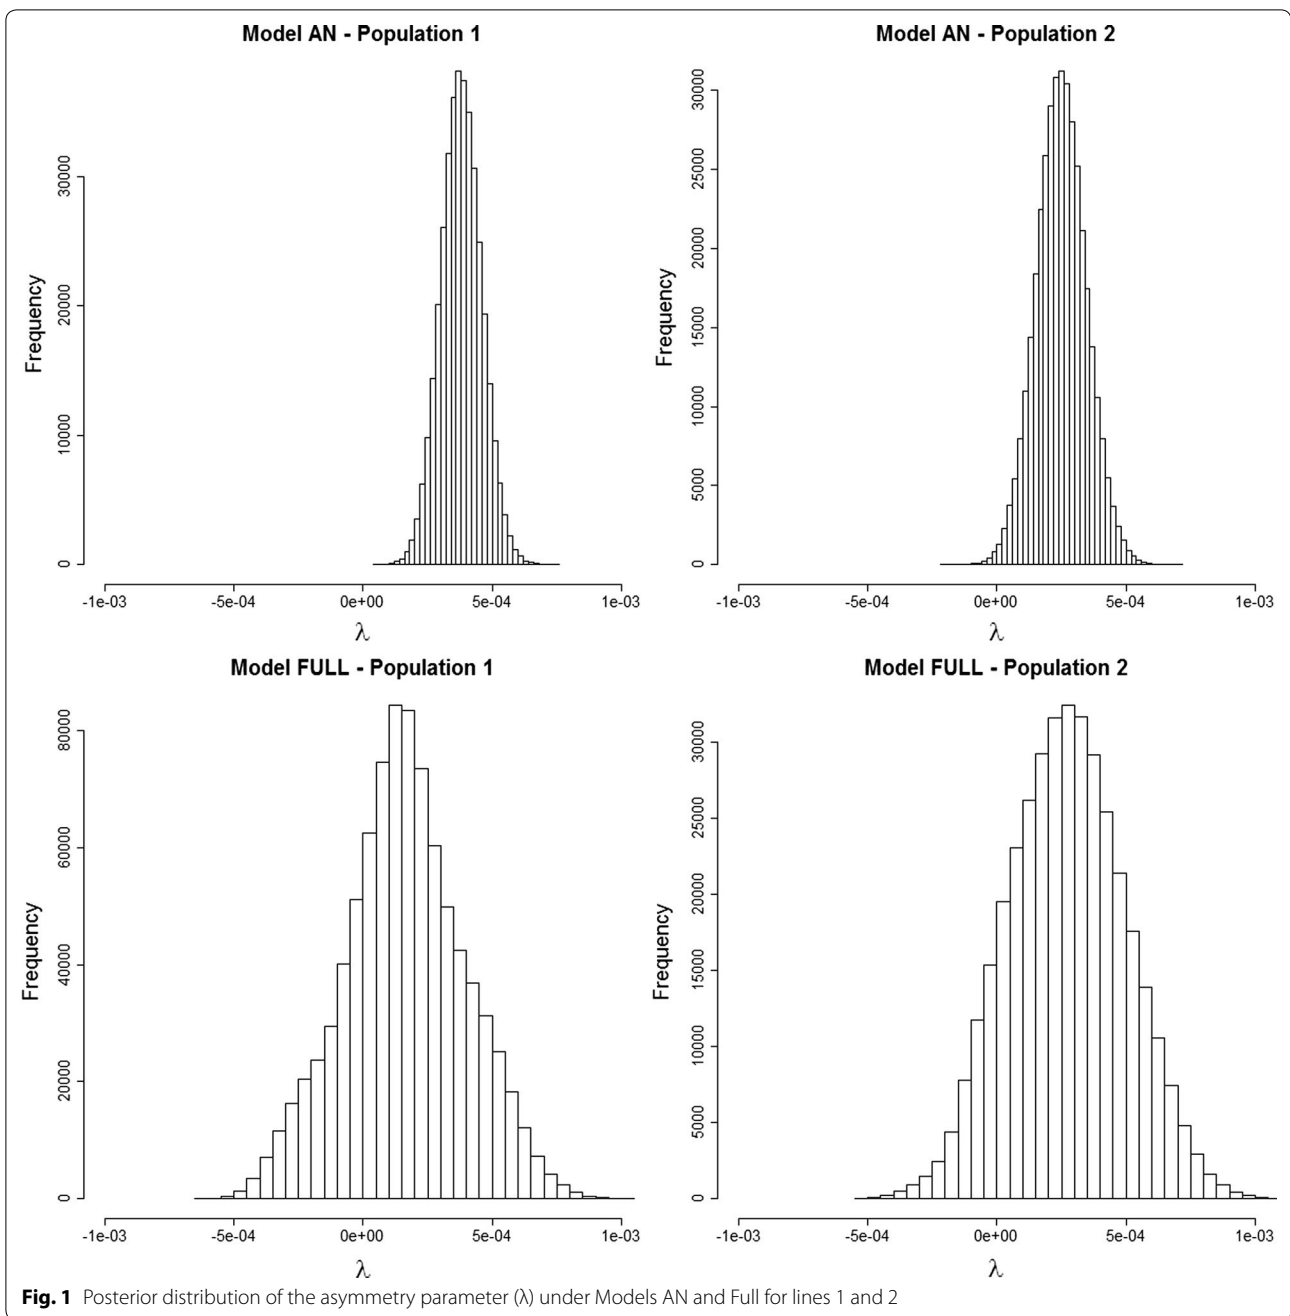 Model AN - Population 1
Frequency
30000
20000
10000
0
-1e-03 -5e-04 0e+00 5e-04 1e-03
λ
Model AN - Population 2
Frequency
30000
25000
20000
15000
10000
5000
0
-1e-03 -5e-04 0e+00 5e-04 1e-03
λ
Model FULL - Population 1
Frequency
80000
60000
40000
20000
0
-1e-03 -5e-04 0e+00 5e-04 1e-03
λ
Model FULL - Population 2
Frequency
30000
25000
20000
15000
10000
5000
0
-1e-03 -5e-04 0e+00 5e-04 1e-03
λ
Fig. 1 Posterior distribution of the asymmetry parameter (λ) under Models AN and Full for lines 1 and 2